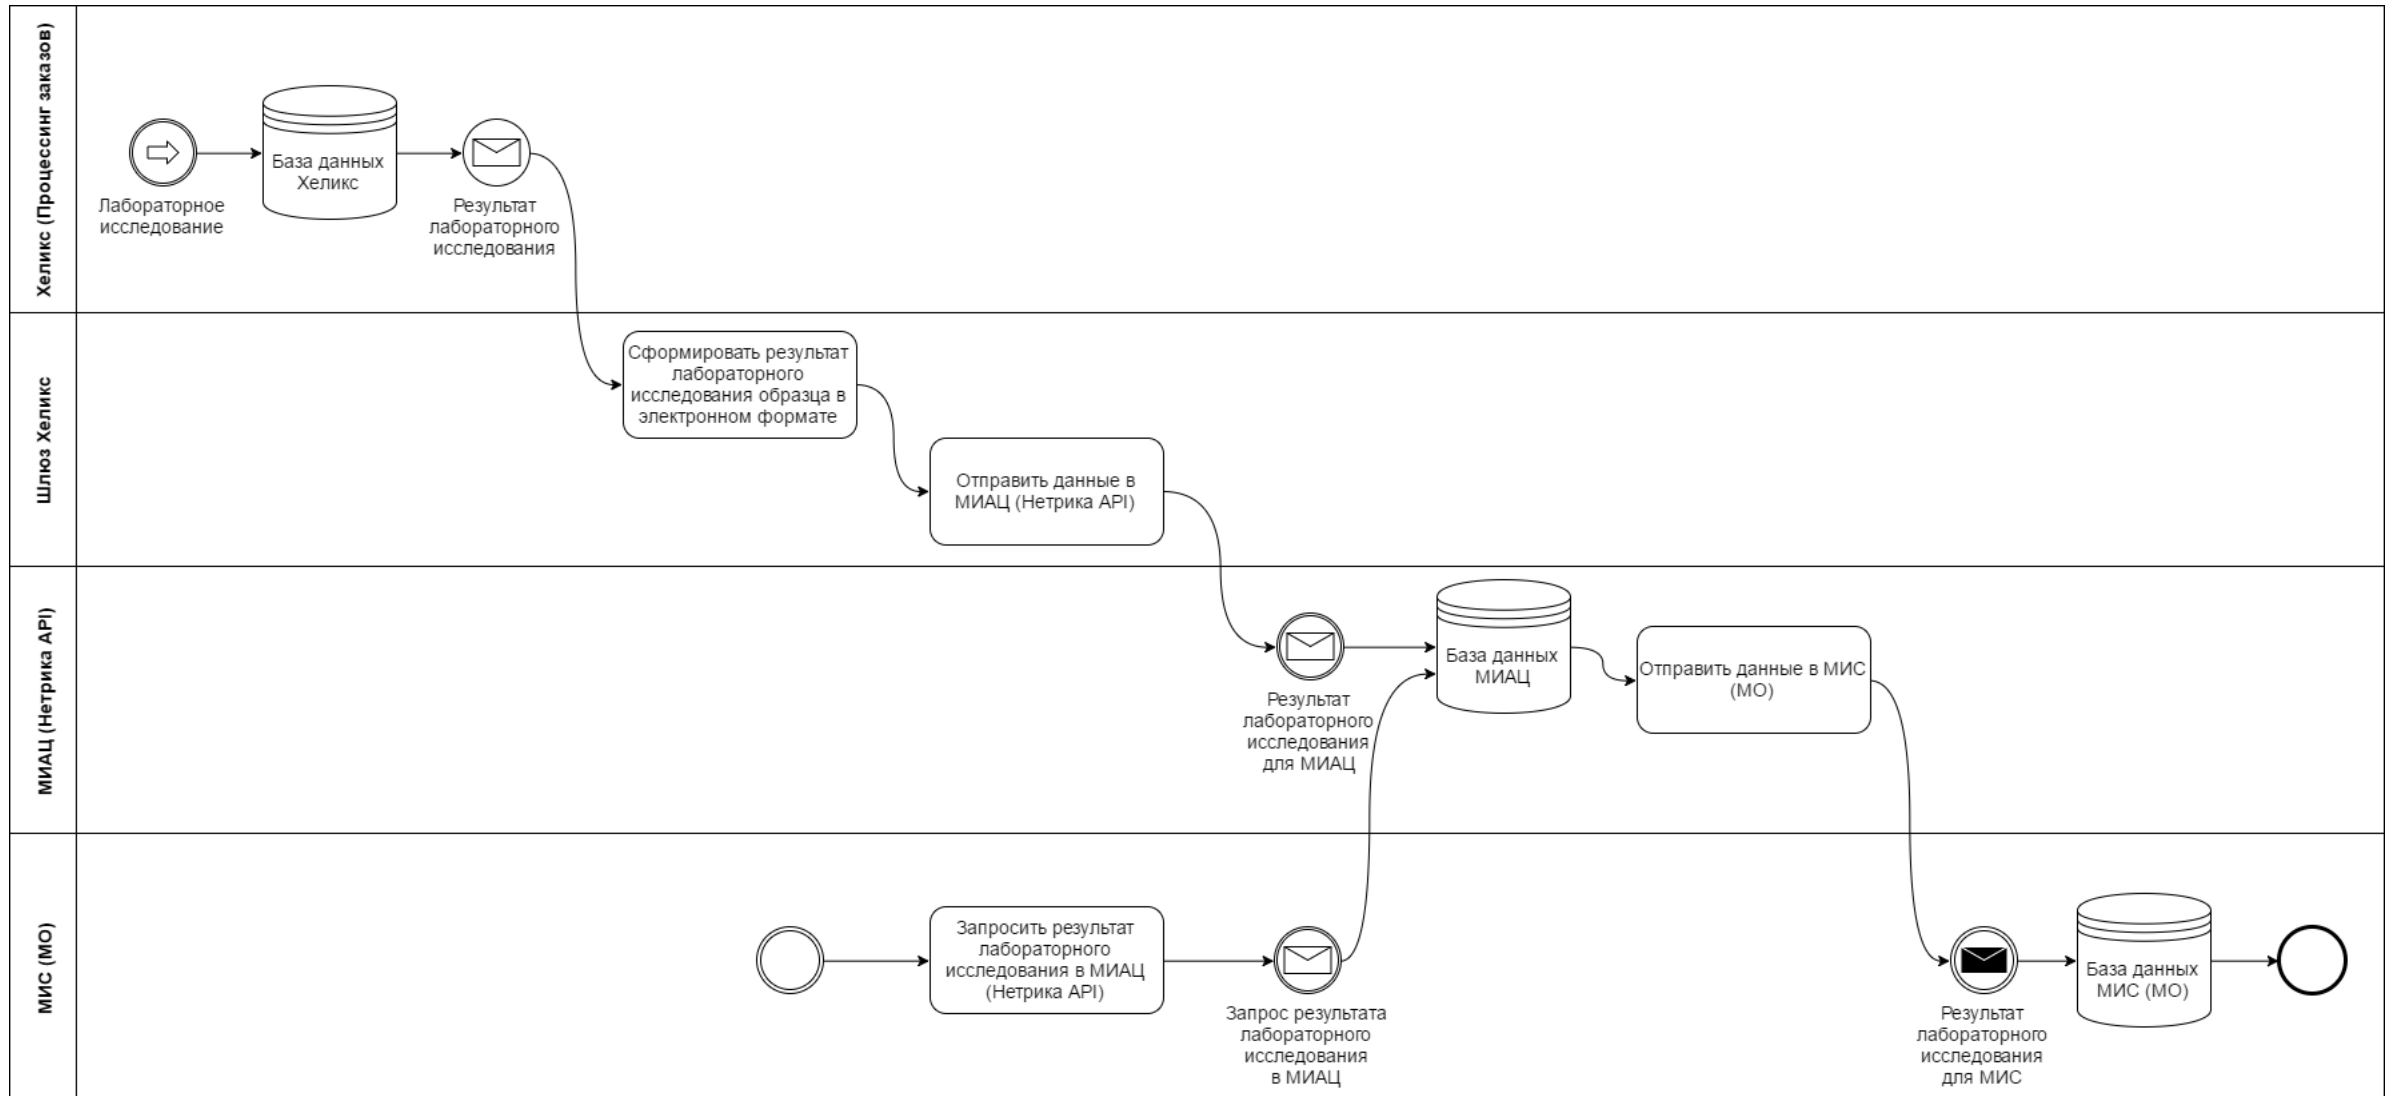 Хеликс (Процессинг заказов)
База данных
Хеликс
Лабораторное
исследование
Результат
лабораторного
исследования
Шлюз Хеликс
Сформировать результат
лабораторного
исследования образца в
электронном формате
Отправить данные в
МИАЦ (Нетрика API)
МИАЦ (Нетрика API)
Результат
лабораторного
исследования
для МИАЦ
База данных
МИАЦ
Отправить данные в МИС
(МО)
МИС (МО)
Запросить результат
лабораторного
исследования в МИАЦ
(Нетрика API)
Запрос результата
лабораторного
исследования
в МИАЦ
Результат
лабораторного
исследования
для МИС
База данных
МИС (МО)